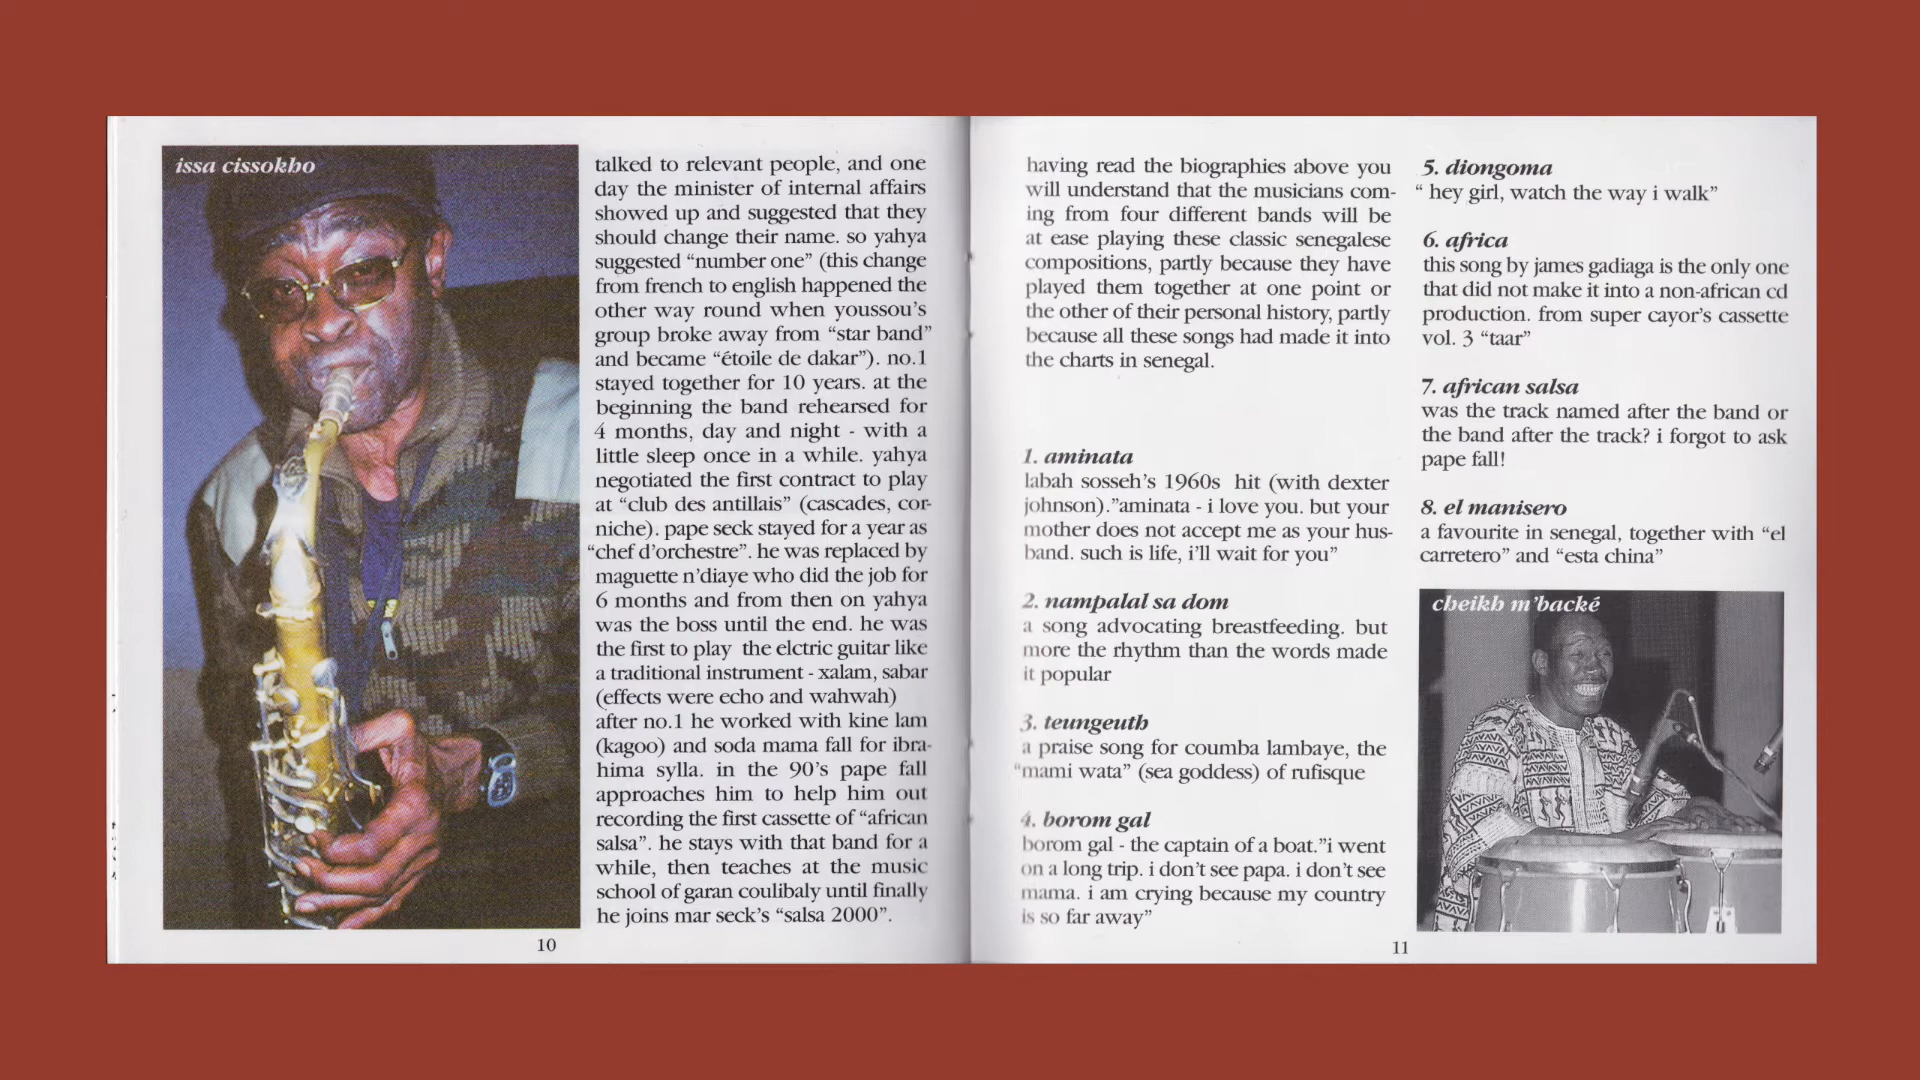 issa cissokho
talked to relevant people, and one
day the minister of internal affairs
showed up and suggested that they
should change their name. so yahya
suggested “number one” (this change
from french to english happened the
other way round when youssou’s
group broke away from “star band”
and became “étoile de dakar”). no.1
stayed together for 10 years. at the
beginning the band rehearsed for
4 months, day and night - with a
little sleep once in a while. yahya
negotiated the first contract to play
at “club des antillais” (cascades, cor-
niche). pape seck stayed for a year as
“chef d’orchestre”. he was replaced by
maguette n’diaye who did the job for
6 months and from then on yahya
was the boss until the end. he was
the first to play the elctric guitar like
a traditional instrument - xalam, sabar
(effects were echo and wahwah)
after no.1 he worked with kine lam
(kagoo) and soda mama fall for ibra-
hima sylla. in the 90’s pape fall
approaches him to help him out
recording the first cassette of “african
salsa”. he stays with that band for a
while, then teaches at the music
school of garan coulibaly until finally
he joins mar seck’s “salsa 2000”.
10
having read the biographies above you
will understand that the musicians com-
ing from four different bands will be
at ease playing these classic senegalese
compositions, partly because they have
played them together at one point or
the other of their personal history, partly
because all these songs had made it into
the charts in senegal.
1. aminata
labah sosseh’s 1960s hit (with dexter
johnson).”aminata - i love you. but your
mother does not accept me as your hus-
band. such is life, i’ll wait for you”
2. nampalal sa dom
a song advocating breastfeeding. but
more the rhythm than the words made
it popular
3. teungeuth
a praise song for coumba lambaye, the
“mami wata” (sea goddess) of rufisque
4. borom gal
borom gal - the captain of a boat.”i went
on a long trip. i don’t see papa. i don’t see
mama. i am crying because my country
is so far away”
5. diongoma
“ hey girl, watch the way i walk”
6. africa
this song by james gadiaga is the only one
that did not make it into a non-african cd
production. from super cayor’s cassette
vol. 3 “taar”
7. african salsa
was the track named after the band or
the band after the track? i forgot to ask
pape fall!
8. el manisero
a favourite in senegal, together with “el
carretero” and “esta china”
cheikh m’backé
11